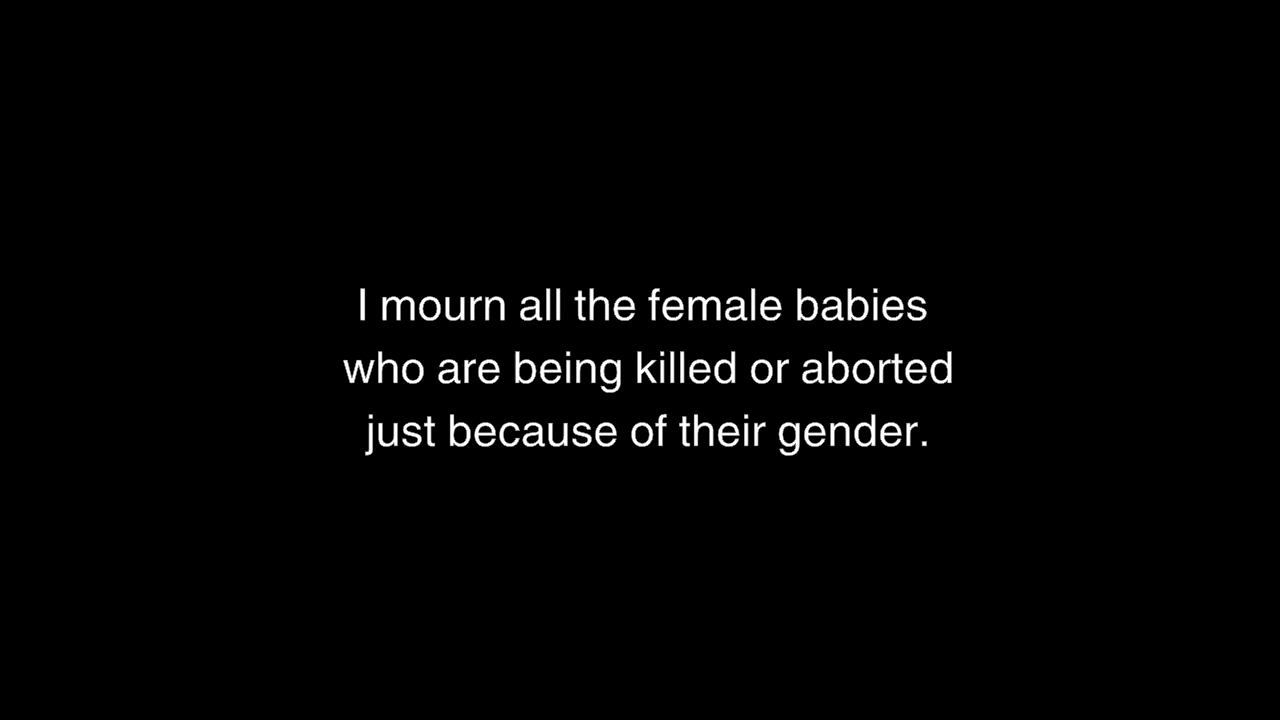 I mourn all the female babies
who are being killed or aborted
just because of their gender.